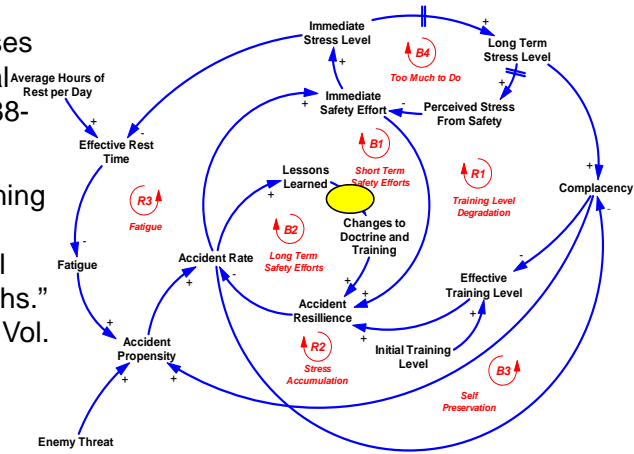 ses
al
38-
ning
l
hs.”
Vol.
Immediate
Stress Level
+
B4
Too Much to Do
+
Long Term
Stress Level
Average Hours of
Rest per Day
+
-
+
+
Immediate
Safety Effort
-
+
Perceived Stress
From Safety
Effective Rest
Time
B1
Short Term
Safety Efforts
Lessons
Learned
+
R1
Training Level
Degradation
+
Complacency
-
R3
Fatigue
B2
Long Term
Safety Efforts
Changes to
Doctrine and
Training
-
Fatigue
Accident Rate
-
+
+
+
Accident
Resillience
+
-
Effective
Training Level
+
+
Accident
Propensity
+
+
R2
Stress
Accumulation
Initial Training
Level
B3
Self
Preservation
Enemy Threat